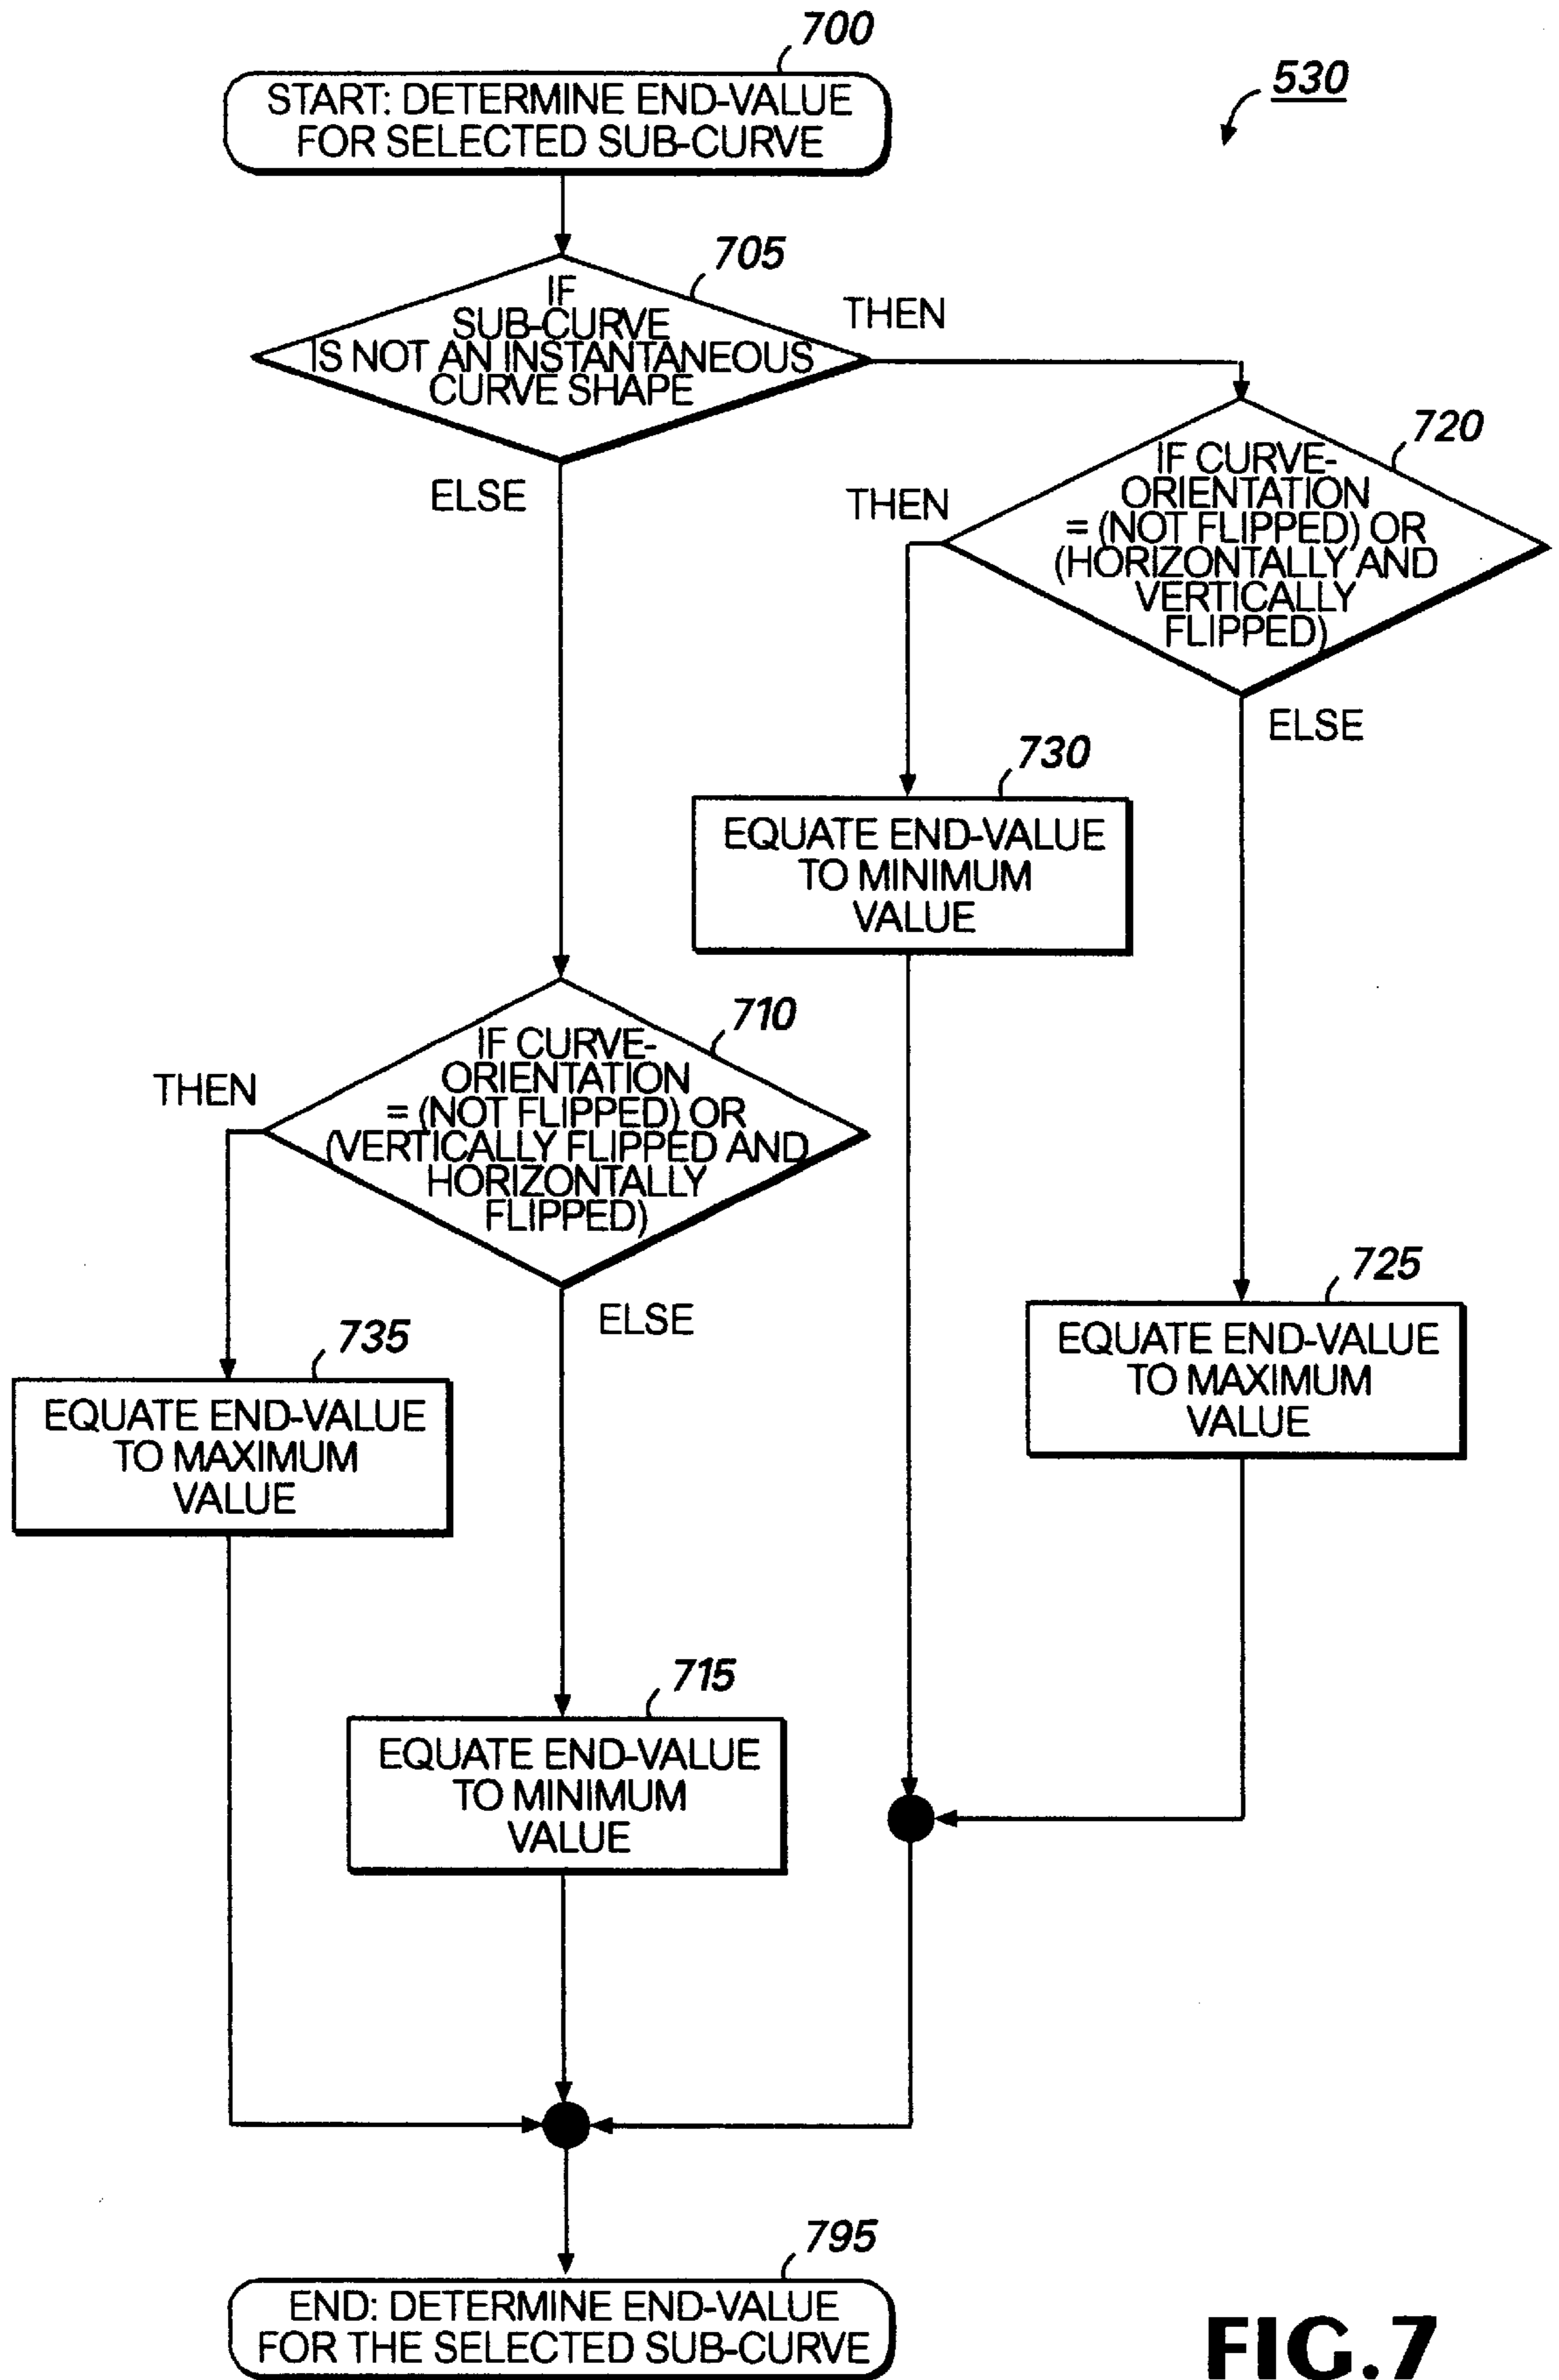 700
530
START: DETERMINE END-VALUE
FOR SELECTED SUB-CURVE
705
IF
SUB-CURVE
IS NOT AN INSTANTANEOUS
CURVE SHAPE
THEN
ELSE
720
IF CURVE-
ORIENTATION
= (NOT FLIPPED) OR
(HORIZONTALLY AND
VERTICALLY
FLIPPED)
THEN
ELSE
730
EQUATE END-VALUE
TO MINIMUM
VALUE
710
IF CURVE-
ORIENTATION
= (NOT FLIPPED) OR
(VERTICALLY FLIPPED AND
HORIZONTALLY
FLIPPED)
THEN
ELSE
725
EQUATE END-VALUE
TO MAXIMUM
VALUE
735
EQUATE END-VALUE
TO MAXIMUM
VALUE
715
EQUATE END-VALUE
TO MINIMUM
VALUE
795
END: DETERMINE END-VALUE
FOR THE SELECTED SUB-CURVE
FIG.7